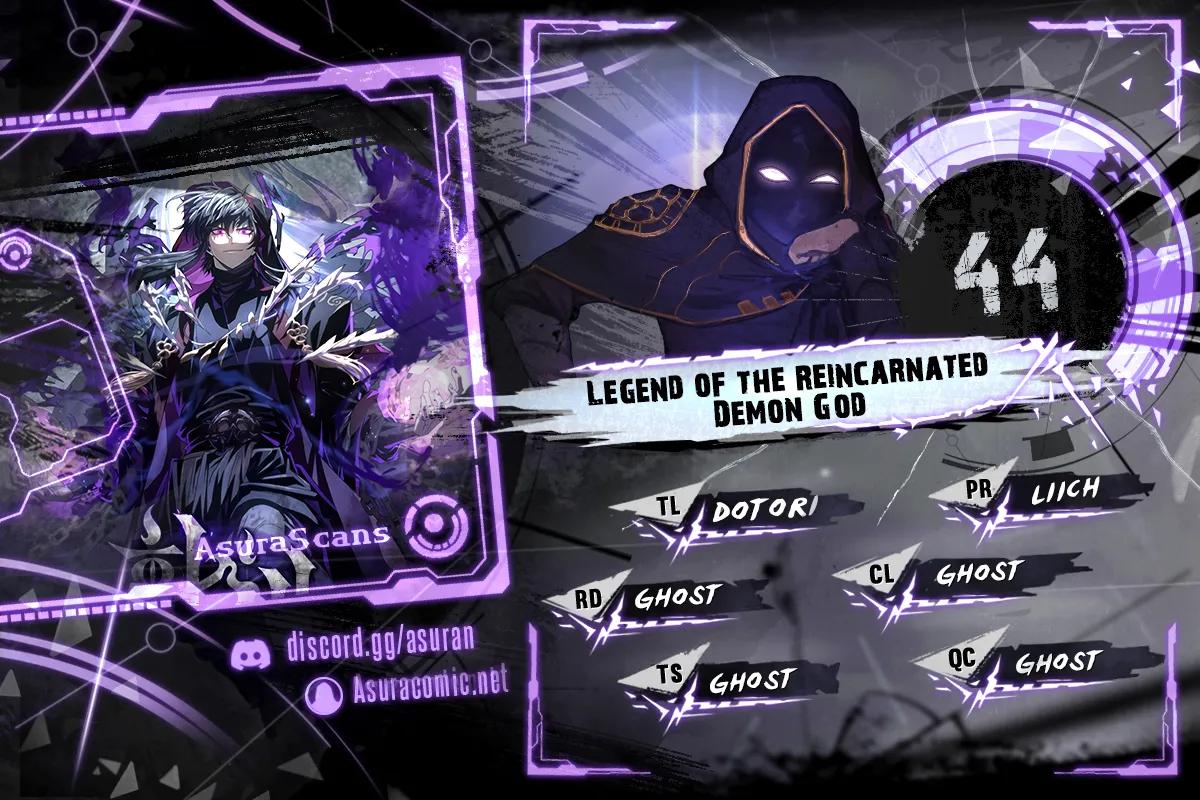 44
LEGEND OF THE REINCARNATED
DEMON GOD
TL DOTORI
PR LIICH
RD GHOST
CL GHOST
TS GHOST
QC GHOST
AsuraScans
discord.gg/asuran
Asuracomic.net